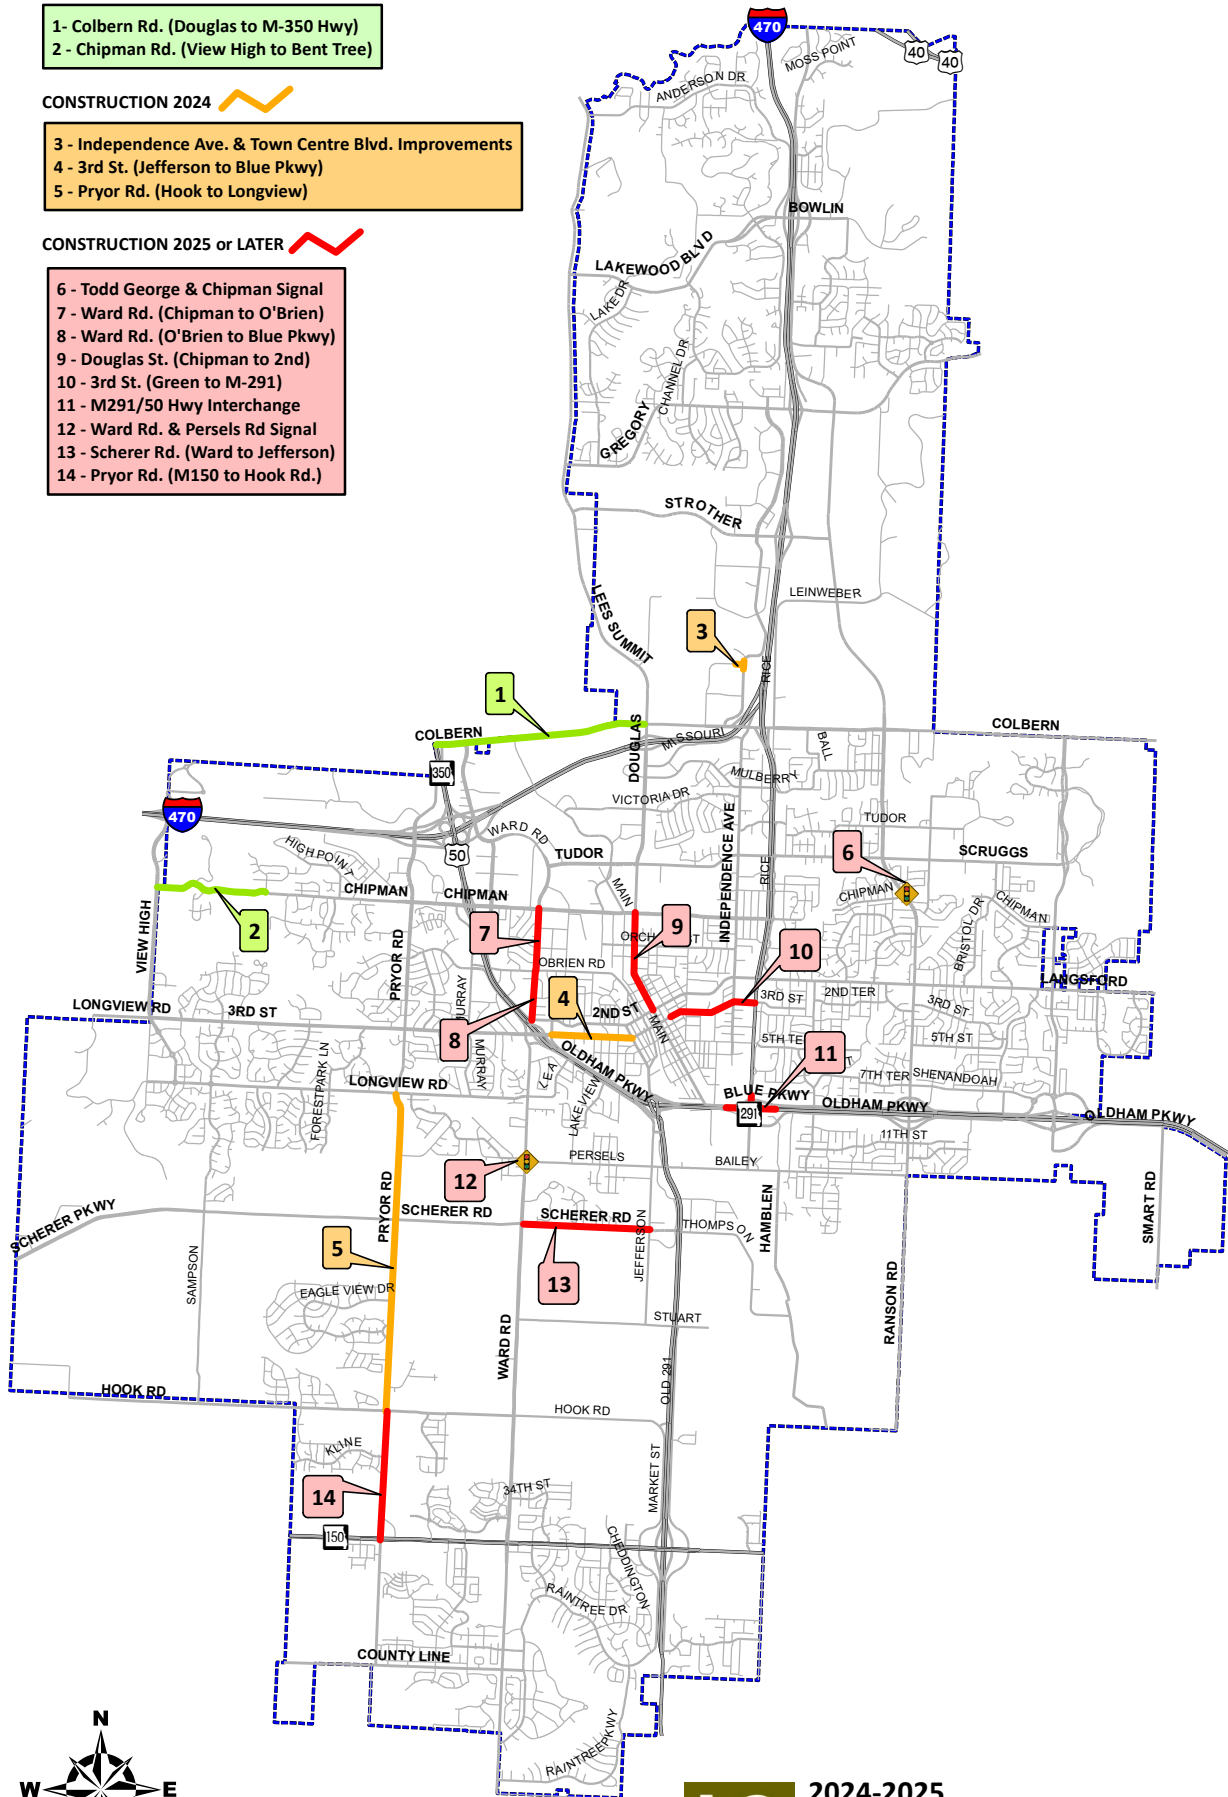 1- Colbern Rd. (Douglas to M-350 Hwy)
2 - Chipman Rd. (View High to Bent Tree)
CONSTRUCTION 2024
3 - Independence Ave. & Town Centre Blvd. Improvements
4 - 3rd St. (Jefferson to Blue Pkwy)
5 - Pryor Rd. (Hook to Longview)
CONSTRUCTION 2025 or LATER
6 - Todd George & Chipman Signal
7 - Ward Rd. (Chipman to O'Brien)
8 - Ward Rd. (O'Brien to Blue Pkwy)
9 - Douglas St. (Chipman to 2nd)
10 - 3rd St. (Green to M-291)
11 - M291/50 Hwy Interchange
12 - Ward Rd. & Persels Rd Signal
13 - Scherer Rd. (Ward to Jefferson)
14 - Pryor Rd. (M150 to Hook Rd.)
470
40
40
MOSS POINT
ANDERSON DR
BOWLIN
LAKEWOOD BLVD
LAKE DR
CHANNEL DR
GREGORY
STROTHER
LEINWEBER
LEES SUMMIT
3
RICE
1
COLBERN
DOUGLAS
MISSOURI
COLBERN
BALL
350
MULBERRY
VICTORIA DR
470
INDEPENDENCE AVE
TUDOR
WARD RD
HIGH POINT
50
TUDOR
6
SCRUGGS
RICE
CHIPMAN
CHIPMAN
MAIN
CHIPMAN
CHIPMAN
2
VIEW HIGH
PRYOR RD
7
9
BRISTOL DR
10
OBRIEN RD
MURRAY
4
LANGSFORD
LONGVIEW RD
3RD ST
2ND ST
3RD ST
2ND TER
3RD ST
8
MAIN
5TH TE
5TH ST
MURRAY
LEA
OLDHAM PKWY
11
7TH TER
SHENANDOAH
FORESTPARK LN
LONGVIEW RD
LAKEVIEW
BLUE PKWY
291
OLDHAM PKWY
OLDHAM PKWY
11TH ST
12
PERSELS
BAILEY
PRYOR RD
SCHERER PKWY
SCHERER RD
SCHERER RD
THOMPSON
HAMBLEN
SMART RD
5
SAMPSON
JEFFERSON
13
EAGLE VIEW DR
RANSON RD
STUART
WARD RD
OLD 291
HOOK RD
HOOK RD
KLINE
MARKET ST
14
34TH ST
150
CHEDDINGTON
RAINTREE DR
COUNTY LINE
RAINTREE PKWY
N
W
E
2024-2025